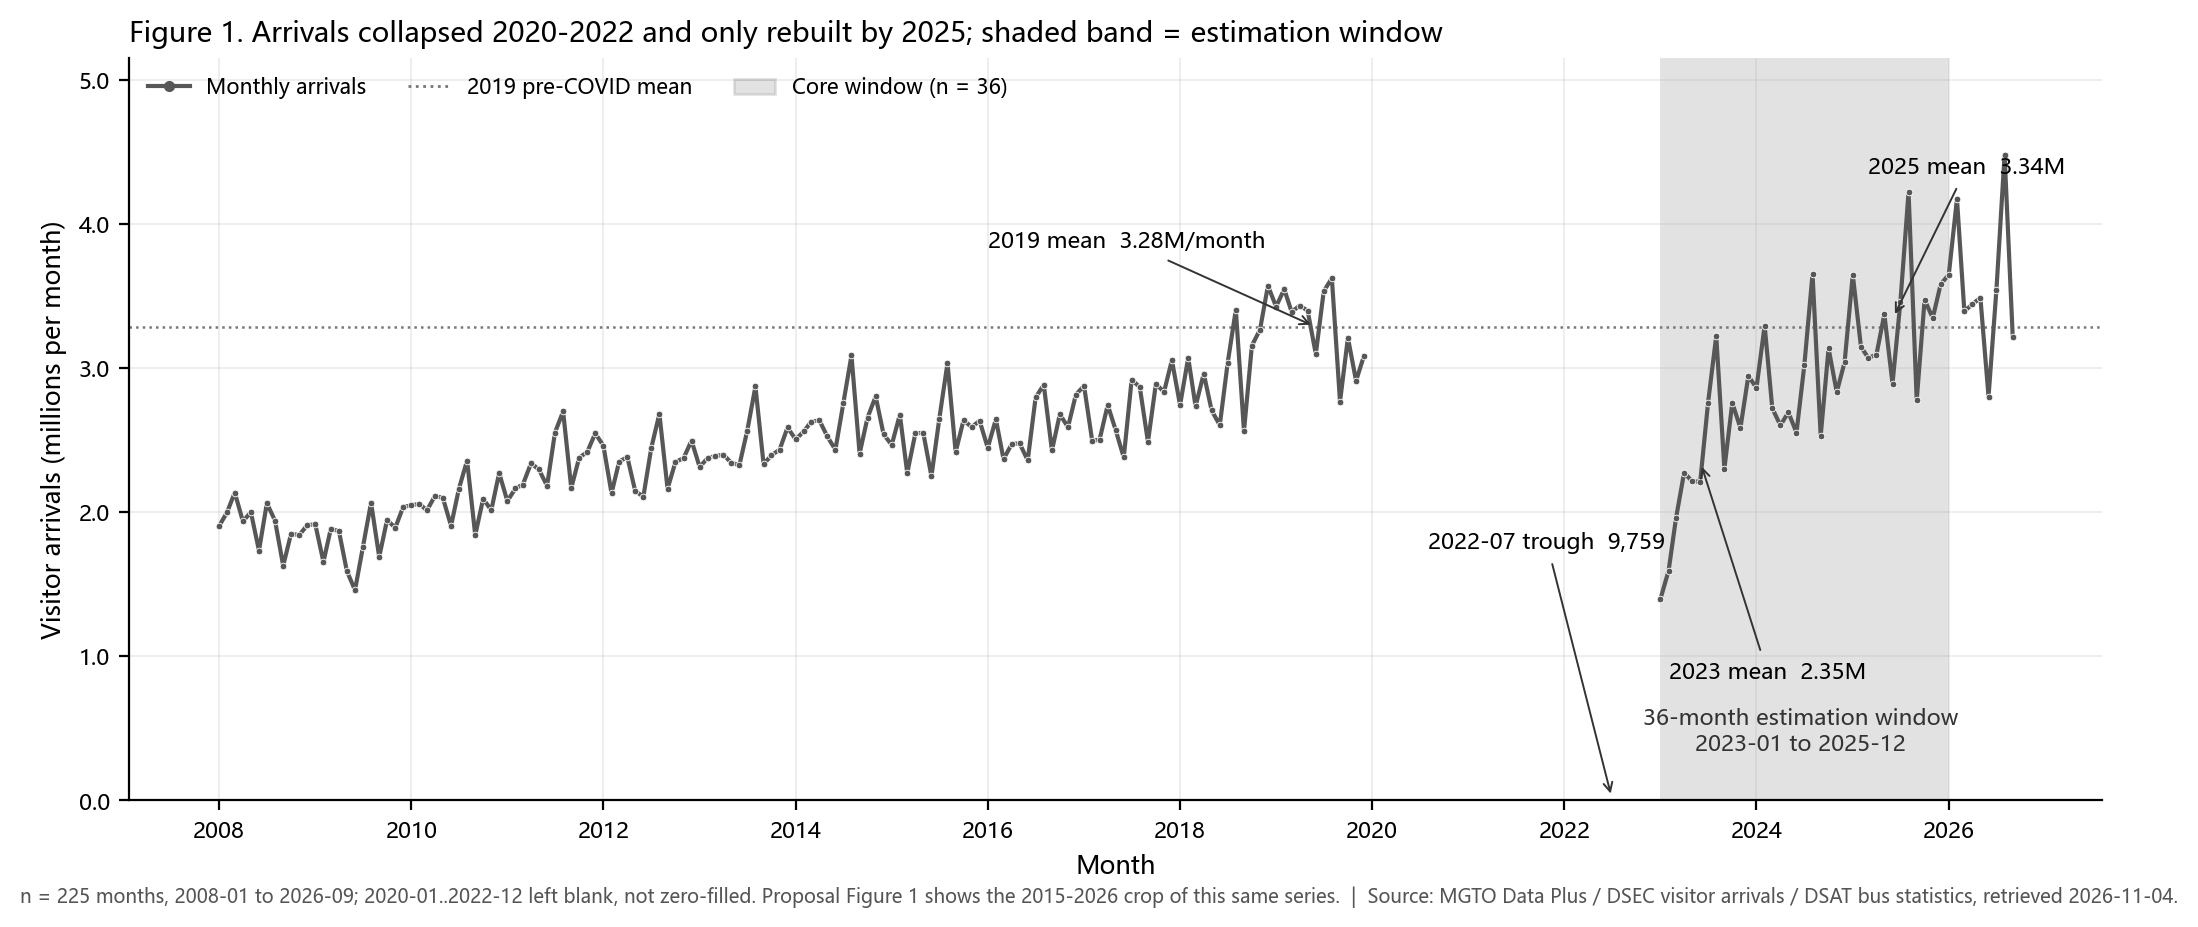 Figure 1. Arrivals collapsed 2020-2022 and only rebuilt by 2025; shaded band = estimation window
Monthly arrivals
2019 pre-COVID mean
Core window (n = 36)
Visitor arrivals (millions per month)
5.0
4.0
3.0
2.0
1.0
0.0
2019 mean 3.28M/month
2025 mean 3.34M
2022-07 trough 9,759
2023 mean 2.35M
36-month estimation window
2023-01 to 2025-12
2008
2010
2012
2014
2016
2018
2020
2022
2024
2026
Month
n = 225 months, 2008-01 to 2026-09; 2020-01..2022-12 left blank, not zero-filled. Proposal Figure 1 shows the 2015-2026 crop of this same series. | Source: MGTO Data Plus / DSEC visitor arrivals / DSAT bus statistics, retrieved 2026-11-04.